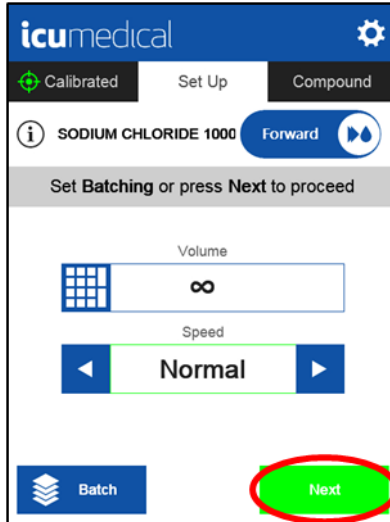 icumedical
Calibrated Set Up Compound
i SODIUM CHLORIDE 1000 Forward
Set Batching or press Next to proceed
Volume
∞
Speed
Normal
Batch Next